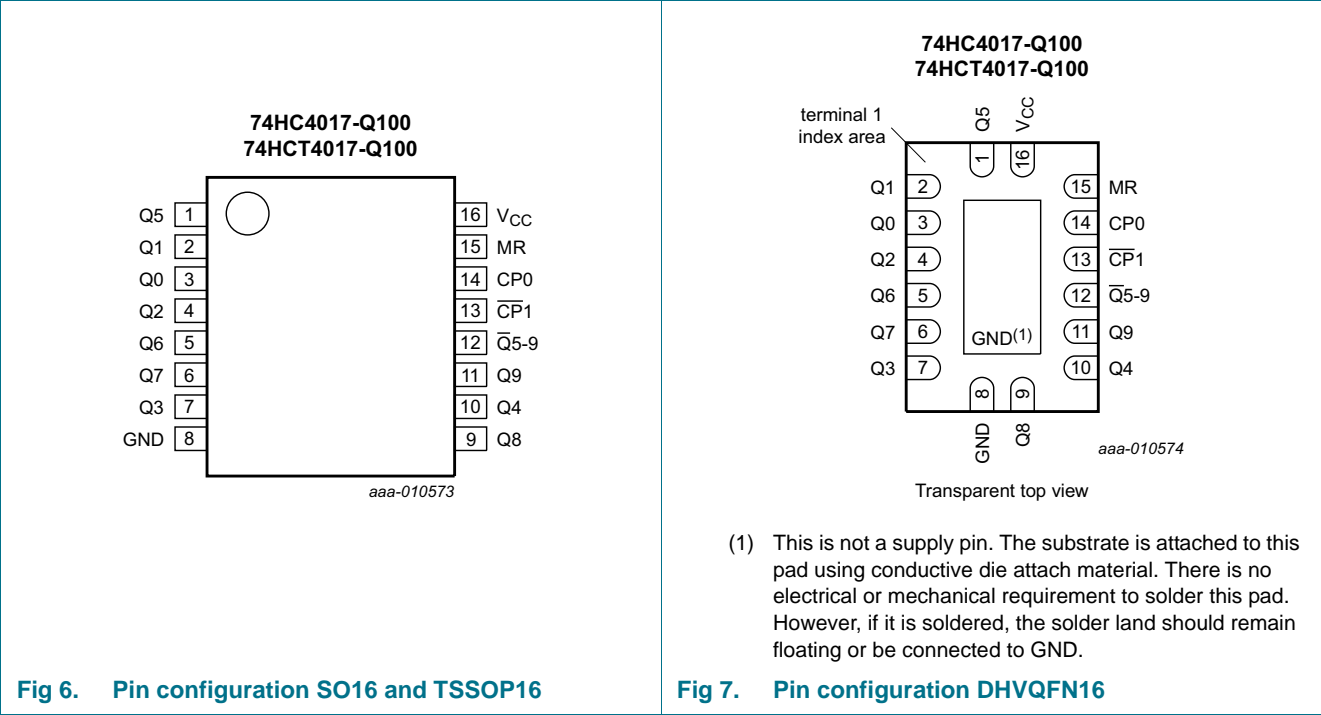 74HC4017-Q100
74HCT4017-Q100
Q5 1
Q1 2
Q0 3
Q2 4
Q6 5
Q7 6
Q3 7
GND 8
16 VCC
15 MR
14 CP0
13 C̅P̅1
12 Q̅5-9
11 Q9
10 Q4
9 Q8
aaa-010573
Fig 6. Pin configuration SO16 and TSSOP16
74HC4017-Q100
74HCT4017-Q100
terminal 1
index area
Q5 1
VCC 16
Q1 2
Q0 3
Q2 4
Q6 5
Q7 6
Q3 7
15 MR
14 CP0
13 C̅P̅1
12 Q̅5-9
11 Q9
10 Q4
GND(1)
8 GND
9 Q8
aaa-010574
Transparent top view
(1) This is not a supply pin. The substrate is attached to this
pad using conductive die attach material. There is no
electrical or mechanical requirement to solder this pad.
However, if it is soldered, the solder land should remain
floating or be connected to GND.
Fig 7. Pin configuration DHVQFN16